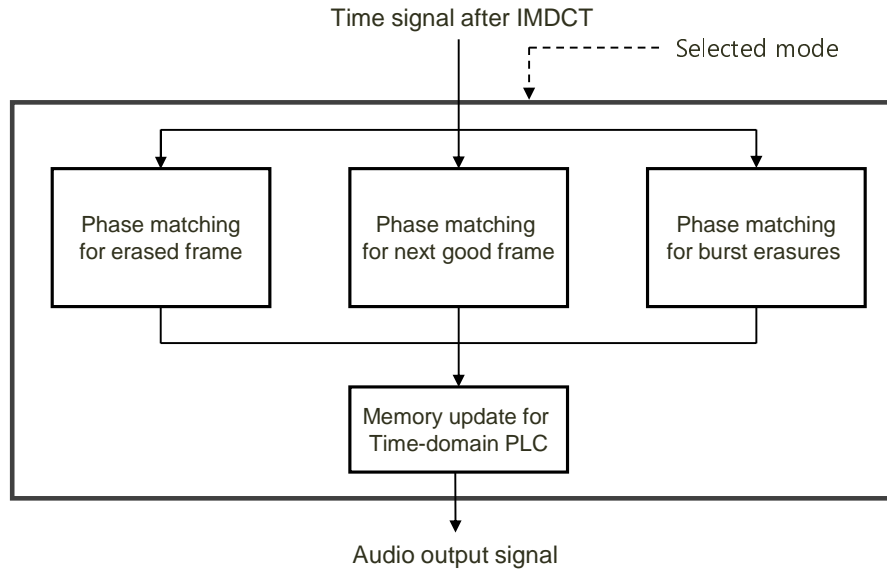 Time signal after IMDCT
Selected mode
Phase matching
for erased frame
Phase matching
for next good frame
Phase matching
for burst erasures
Memory update for
Time-domain PLC
Audio output signal